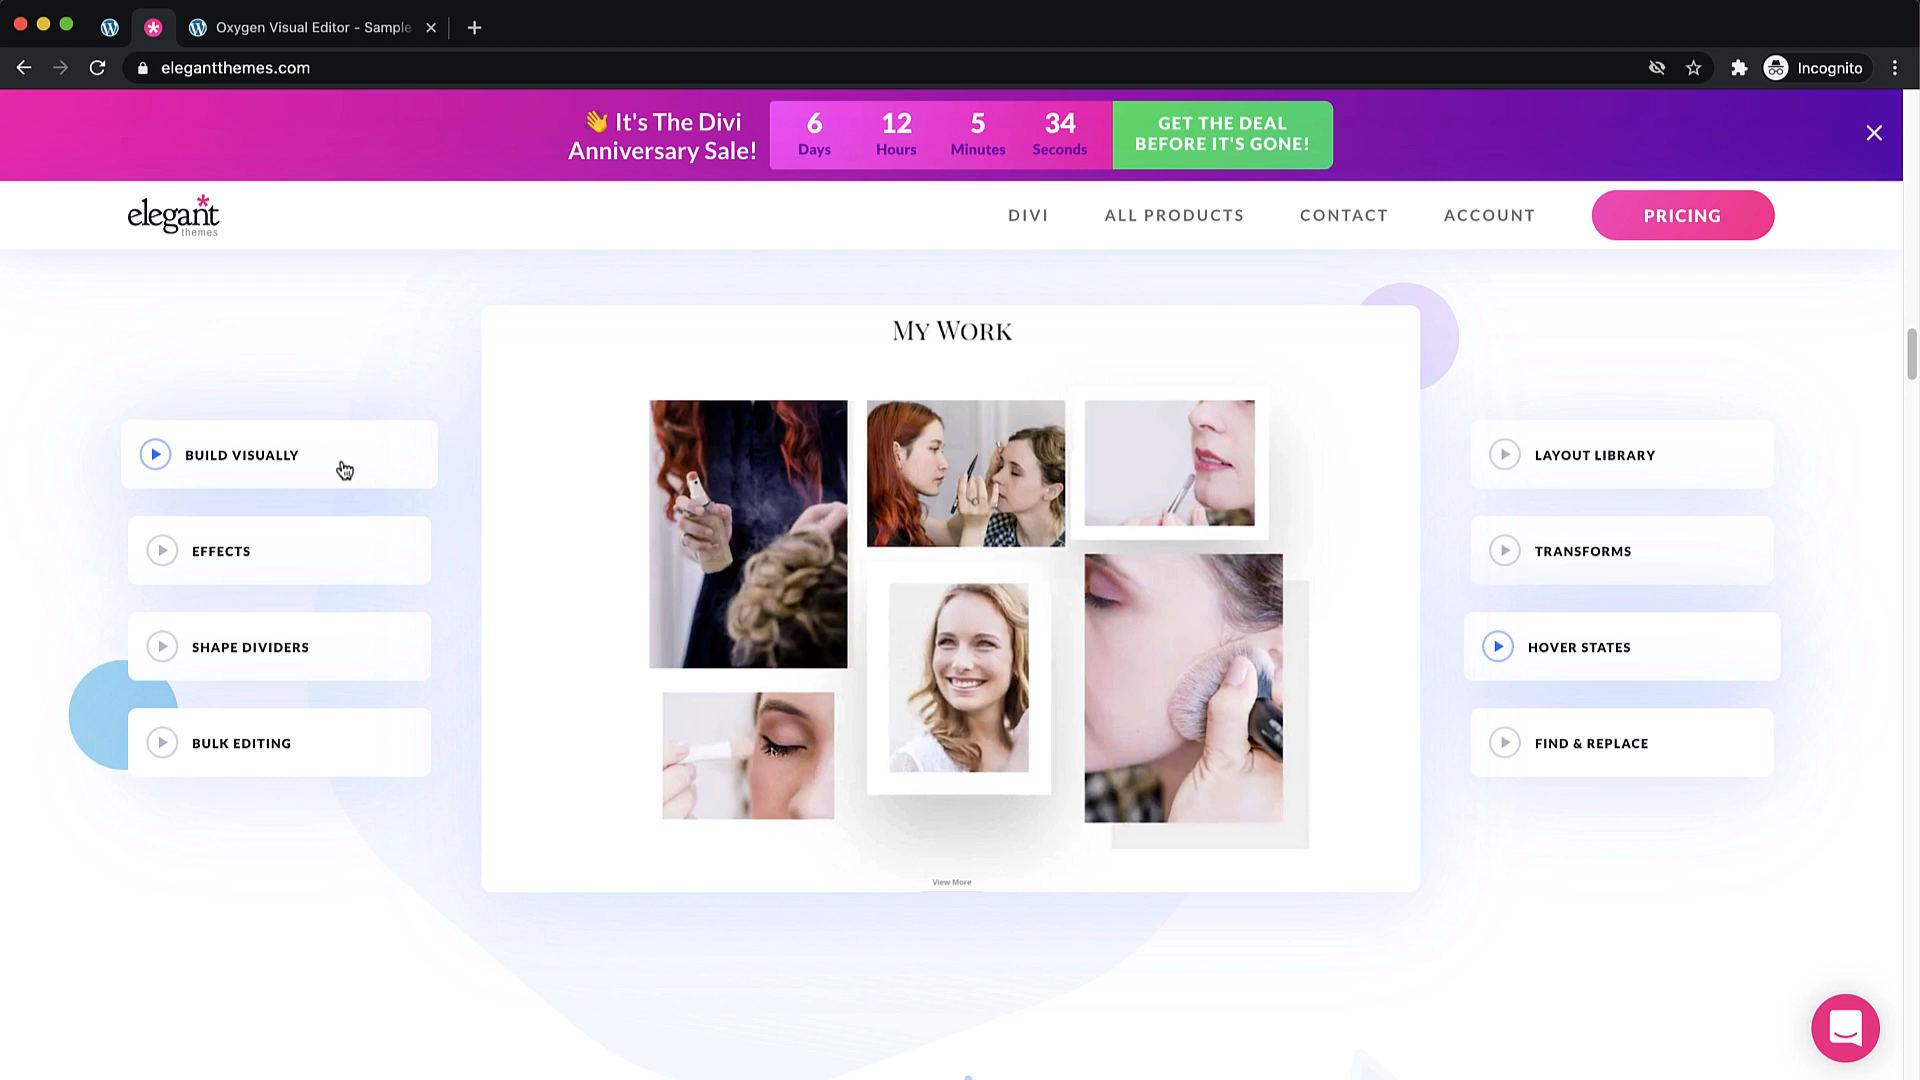 Oxygen Visual Editor - Sample
elegantthemes.com
Incognito
👋 It's The Divi
Anniversary Sale!
6
Days
12
Hours
5
Minutes
34
Seconds
GET THE DEAL
BEFORE IT'S GONE!
elegant
themes
DIVI
ALL PRODUCTS
CONTACT
ACCOUNT
PRICING
MY WORK
BUILD VISUALLY
EFFECTS
SHAPE DIVIDERS
BULK EDITING
LAYOUT LIBRARY
TRANSFORMS
HOVER STATES
FIND & REPLACE
View More